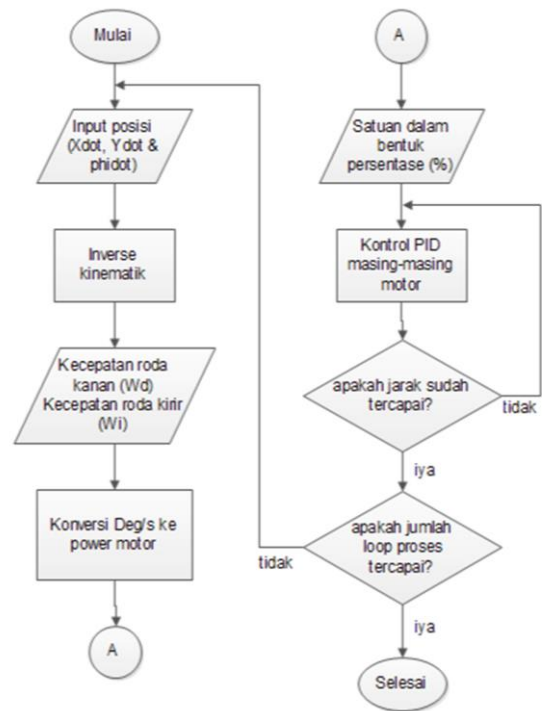 Mulai
Input posisi
(Xdot, Ydot &
phidot)
Inverse
kinematik
Kecepatan roda
kanan (Wd)
Kecepatan roda kirir
(Wi)
Konversi Deg/s ke
power motor
A
A
Satuan dalam
bentuk
persentase (%)
Kontrol PID
masing-masing
motor
apakah jarak sudah
tercapai?
tidak
iya
apakah jumlah
loop proses
tercapai?
tidak
iya
Selesai